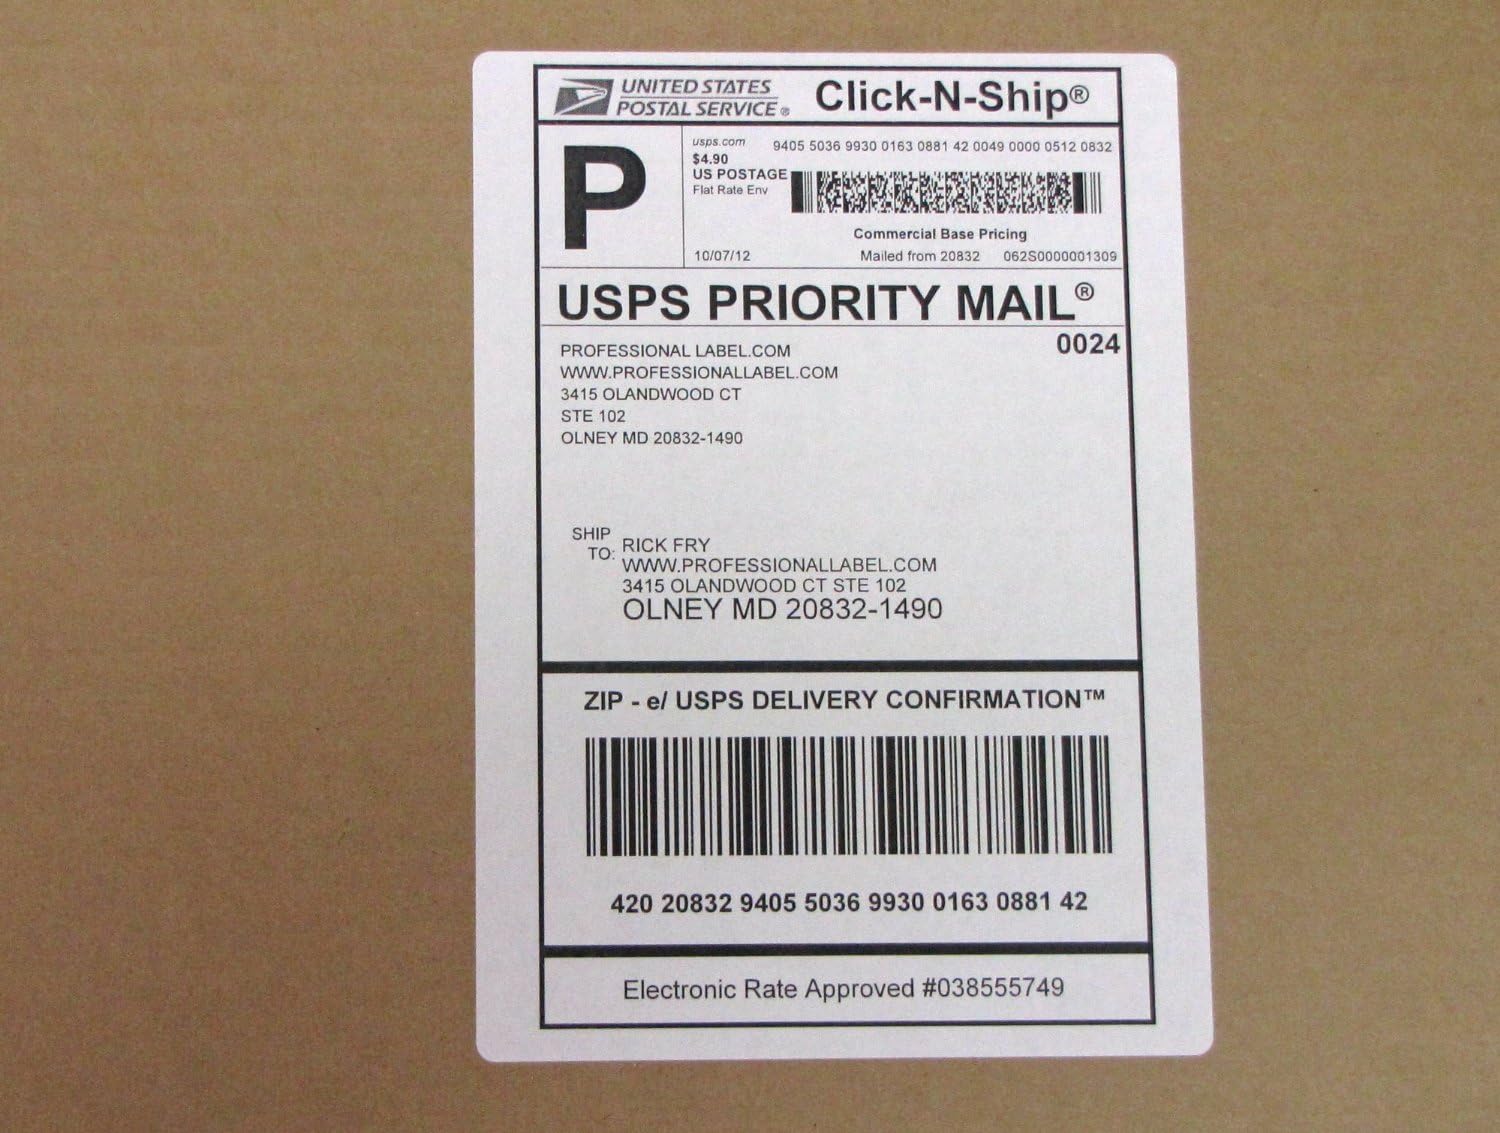 UNITED STATES
POSTAL SERVICE®
Click-N-Ship®
P
usps.com
$4.90
US POSTAGE
Flat Rate Env
9405 5036 9930 0163 0881 42 0049 0000 0512 0832
Commercial Base Pricing
10/07/12
Mailed from 20832 062S0000001309
USPS PRIORITY MAIL®
0024
PROFESSIONAL LABEL.COM
WWW.PROFESSIONALLABEL.COM
3415 OLANDWOOD CT
STE 102
OLNEY MD 20832-1490
SHIP
TO:
RICK FRY
WWW.PROFESSIONALLABEL.COM
3415 OLANDWOOD CT STE 102
OLNEY MD 20832-1490
ZIP - e/ USPS DELIVERY CONFIRMATION™
420 20832 9405 5036 9930 0163 0881 42
Electronic Rate Approved #038555749